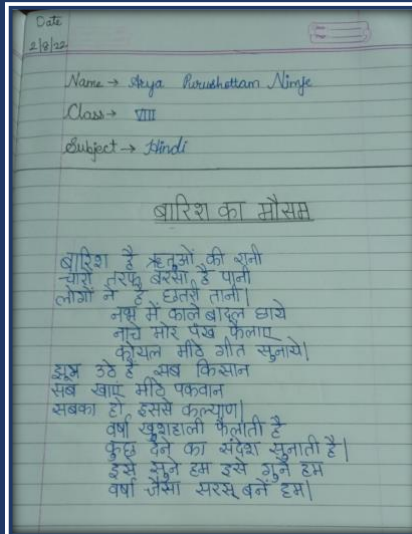 Date
2/8/22
Name → Arya Purushottam Nimje
Class → VIII
Subject → Hindi
बारिश का मौसम
बारिश है ऋतुओं की रानी
चारों तरफ बरसा है पानी
लोगों ने है छतरी तानी।
नभ में काले बादल छाये
नाचे मोर पंख फैलाए
कोयल मीठे गीत सुनाये।
झूम उठे हैं सब किसान
सब खाएं मीठे पकवान
सबका हो इससे कल्याण।
वर्षा खुशहाली फैलाती है
कुछ देने का संदेश सुनाती है।
इसे सुने हम इसे गुने हम
वर्षा जैसा सरस बनें हम।